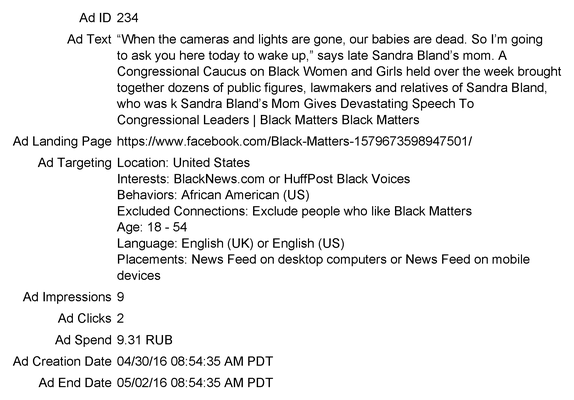 Ad ID 234
Ad Text “When the cameras and lights are gone, our babies are dead. So I’m going
to ask you here today to wake up,” says late Sandra Bland’s mom. A
Congressional Caucus on Black Women and Girls held over the week brought
together dozens of public figures, lawmakers and relatives of Sandra Bland,
who was k Sandra Bland’s Mom Gives Devastating Speech To
Congressional Leaders | Black Matters Black Matters
Ad Landing Page https://www.facebook.com/Black-Matters-1579673598947501/
Ad Targeting Location: United States
Interests: BlackNews.com or HuffPost Black Voices
Behaviors: African American (US)
Excluded Connections: Exclude people who like Black Matters
Age: 18 - 54
Language: English (UK) or English (US)
Placements: News Feed on desktop computers or News Feed on mobile
devices
Ad Impressions 9
Ad Clicks 2
Ad Spend 9.31 RUB
Ad Creation Date 04/30/16 08:54:35 AM PDT
Ad End Date 05/02/16 08:54:35 AM PDT